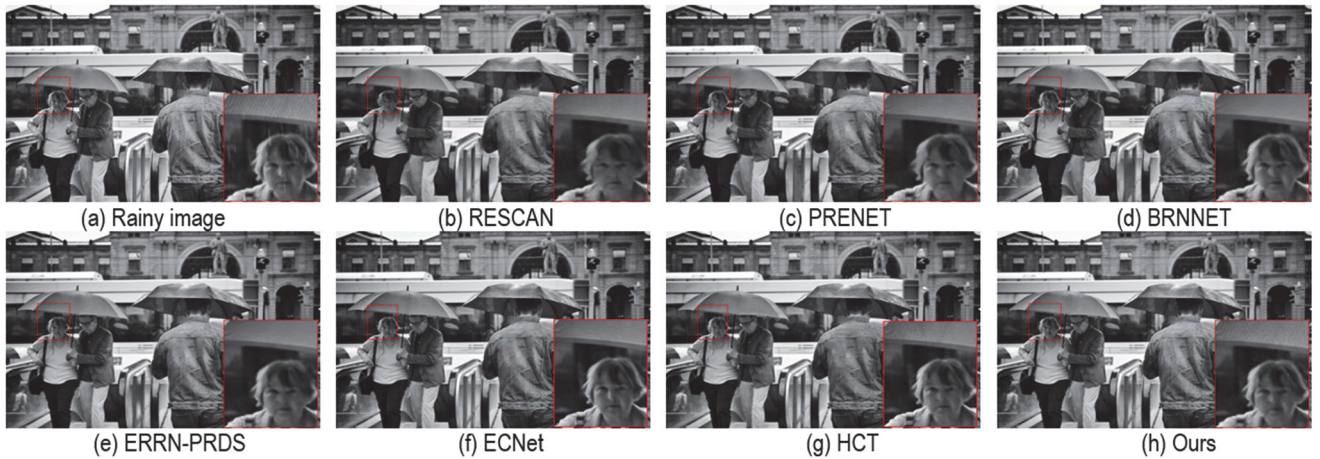 (a) Rainy image (b) RESCAN (c) PRENET (d) BRNNET
(e) ERRN-PRDS (f) ECNet (g) HCT (h) Ours